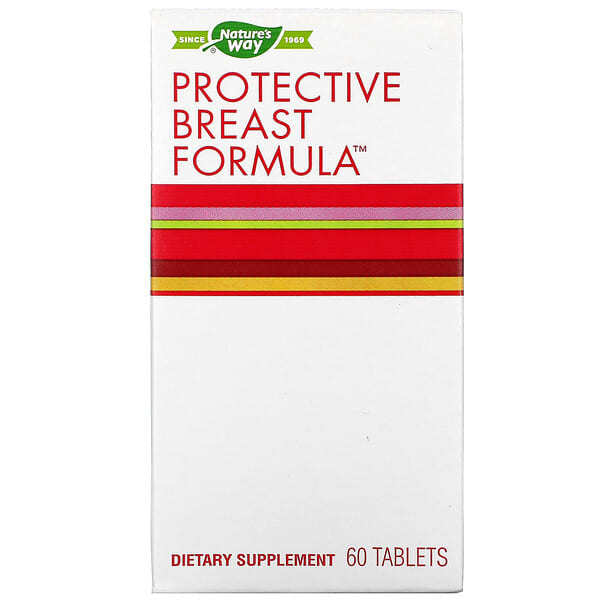 SINCE Nature's Way® 1969
PROTECTIVE
BREAST
FORMULA™
DIETARY SUPPLEMENT 60 TABLETS